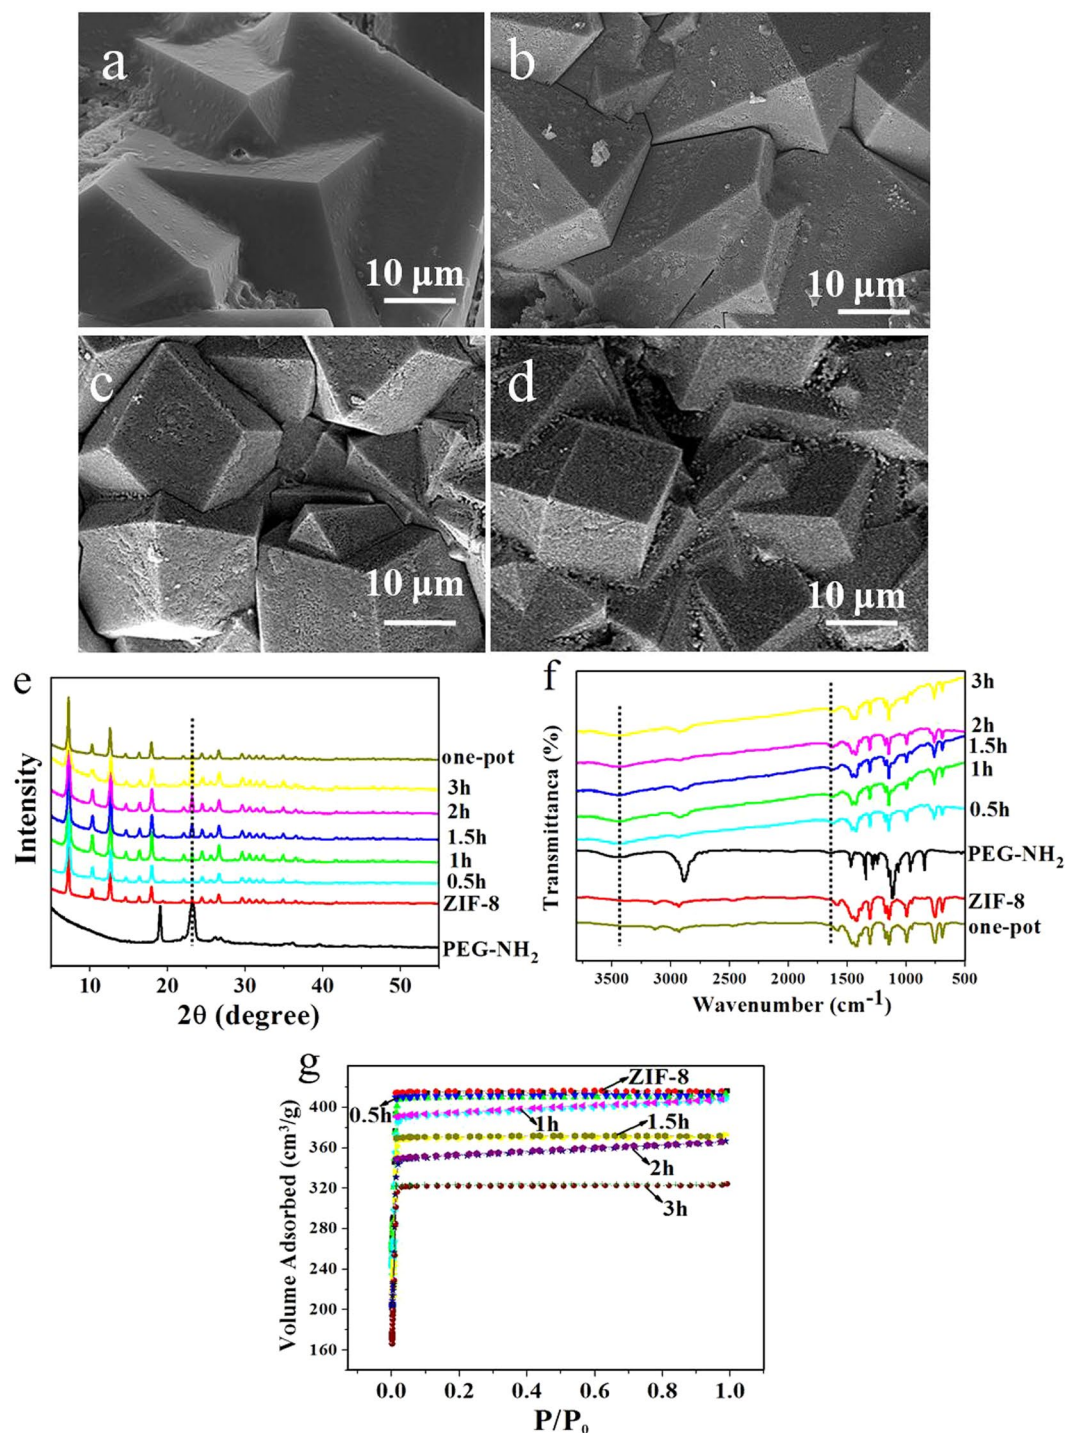 a
10 μm
b
10 μm
c
10 μm
d
10 μm
e
Intensity
one-pot
3h
2h
1.5h
1h
0.5h
ZIF-8
PEG-NH₂
10 20 30 40 50
2θ (degree)
f
Transmittanca (%)
3h
2h
1.5h
1h
0.5h
PEG-NH₂
ZIF-8
one-pot
3500 3000 2500 2000 1500 1000 500
Wavenumber (cm⁻¹)
g
Volume Adsorbed (cm³/g)
400
360
320
280
240
200
160
ZIF-8
0.5h
1h
1.5h
2h
3h
0.0 0.2 0.4 0.6 0.8 1.0
P/P₀